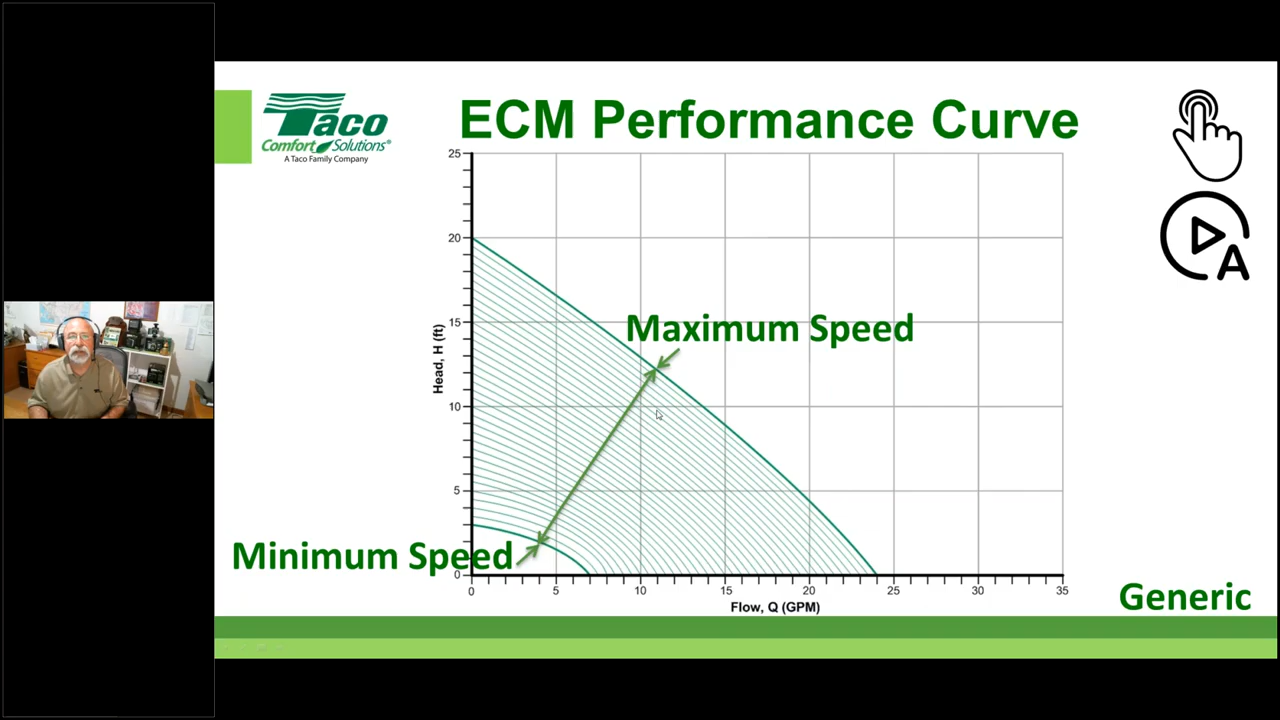 Taco
Comfort Solutions®
A Taco Family Company
ECM Performance Curve
A
25
20
15
10
5
0
Head, H (ft)
Maximum Speed
Minimum Speed
0 5 10 15 20 25 30 35
Flow, Q (GPM)
Generic